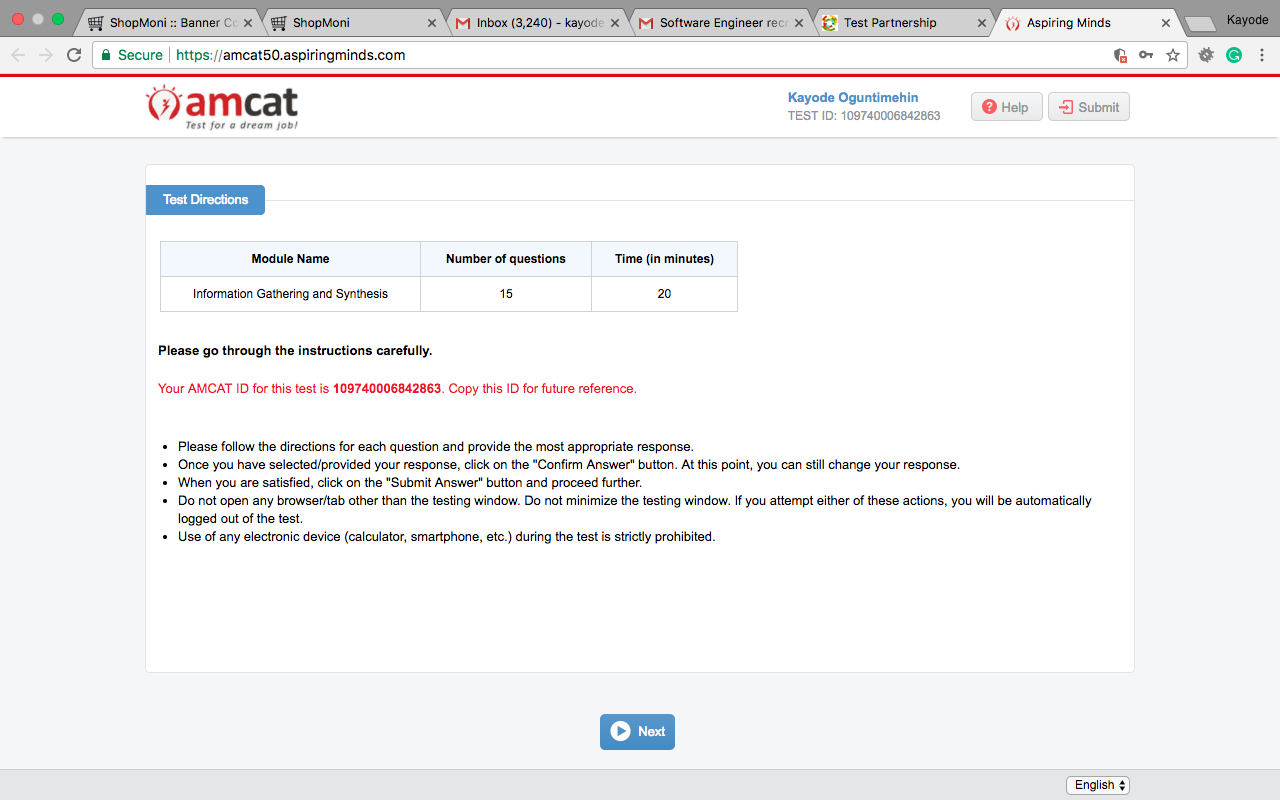 ShopMoni :: Banner Co
ShopMoni
Inbox (3,240) - kayode
Software Engineer recr
Test Partnership
Aspiring Minds
Kayode
Secure
https://amcat50.aspiringminds.com
amcat
Test for a dream job!
Kayode Oguntimehin
TEST ID: 109740006842863
Help
Submit
Test Directions
Module Name Number of questions Time (in minutes)
Information Gathering and Synthesis 15 20
Please go through the instructions carefully.
Your AMCAT ID for this test is 109740006842863. Copy this ID for future reference.
Please follow the directions for each question and provide the most appropriate response.
Once you have selected/provided your response, click on the "Confirm Answer" button. At this point, you can still change your response.
When you are satisfied, click on the "Submit Answer" button and proceed further.
Do not open any browser/tab other than the testing window. Do not minimize the testing window. If you attempt either of these actions, you will be automatically
logged out of the test.
Use of any electronic device (calculator, smartphone, etc.) during the test is strictly prohibited.
Next
English